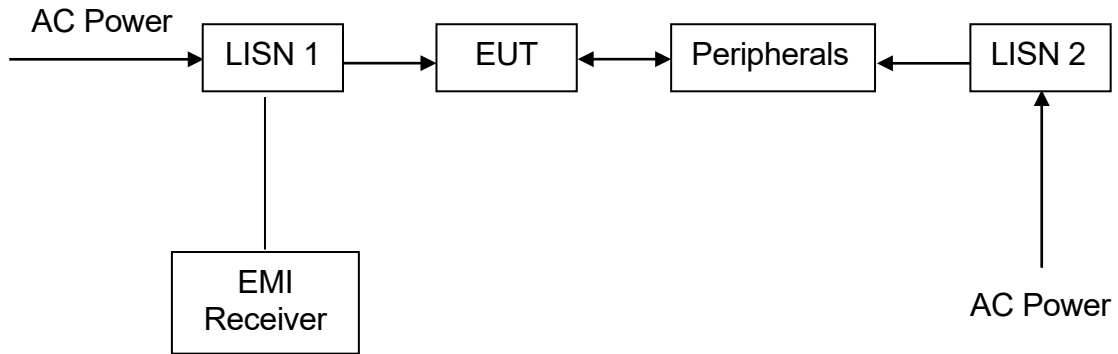 AC Power
LISN 1
EUT
Peripherals
LISN 2
EMI
Receiver
AC Power